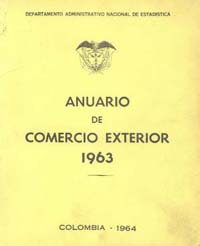 DEPARTAMENTO ADMINISTRATIVO NACIONAL DE ESTADISTICA
ANUARIO
DE
COMERCIO EXTERIOR
1963
COLOMBIA - 1964